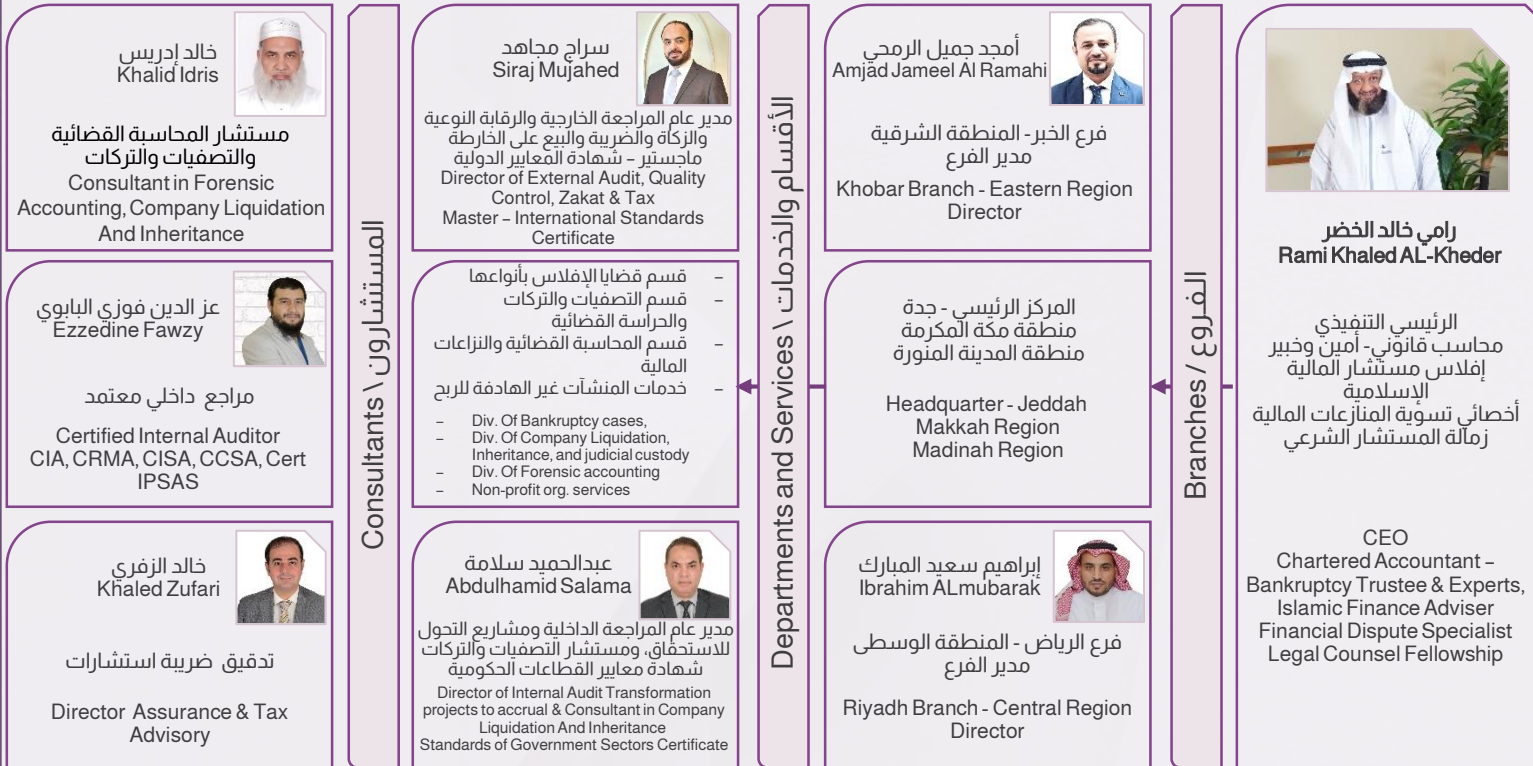 رامي خالد الخضر
Rami Khaled AL-Kheder
الرئيسي التنفيذي
محاسب قانوني- أمين وخبير
إفلاس مستشار المالية
الإسلامية
أخصائي تسوية المنازعات المالية
زمالة المستشار الشرعي
CEO
Chartered Accountant –
Bankruptcy Trustee & Experts,
Islamic Finance Adviser
Financial Dispute Specialist
Legal Counsel Fellowship
الفروع / Branches
أمجد جميل الرمحي
Amjad Jameel Al Ramahi
فرع الخبر- المنطقة الشرقية
مدير الفرع
Khobar Branch - Eastern Region
Director
المركز الرئيسي - جدة
منطقة مكة المكرمة
منطقة المدينة المنورة
Headquarter - Jeddah
Makkah Region
Madinah Region
إبراهيم سعيد المبارك
Ibrahim ALmubarak
فرع الرياض - المنطقة الوسطى
مدير الفرع
Riyadh Branch - Central Region
Director
الأقسام والخدمات \ Departments and Services
سراج مجاهد
Siraj Mujahed
مدير عام المراجعة الخارجية والرقابة النوعية
والزكاة والضريبة والبيع على الخارطة
ماجستير – شهادة المعايير الدولية
Director of External Audit, Quality
Control, Zakat & Tax
Master – International Standards
Certificate
– قسم قضايا الإفلاس بأنواعها
– قسم التصفيات والتركات
والحراسة القضائية
– قسم المحاسبة القضائية والنزاعات
المالية
– خدمات المنشآت غير الهادفة للربح
– Div. Of Bankruptcy cases,
– Div. Of Company Liquidation,
Inheritance, and judicial custody
– Div. Of Forensic accounting
– Non-profit org. services
عبدالحميد سلامة
Abdulhamid Salama
مدير عام المراجعة الداخلية ومشاريع التحول
للاستحقاق، ومستشار التصفيات والتركات
شهادة معايير القطاعات الحكومية
Director of Internal Audit Transformation
projects to accrual & Consultant in Company
Liquidation And Inheritance
Standards of Government Sectors Certificate
المستشارون \ Consultants
خالد إدريس
Khalid Idris
مستشار المحاسبة القضائية
والتصفيات والتركات
Consultant in Forensic
Accounting, Company Liquidation
And Inheritance
عز الدين فوزي البابوي
Ezzedine Fawzy
مراجع داخلي معتمد
Certified Internal Auditor
CIA, CRMA, CISA, CCSA, Cert
IPSAS
خالد الزفري
Khaled Zufari
تدقيق ضريبة استشارات
Director Assurance & Tax
Advisory